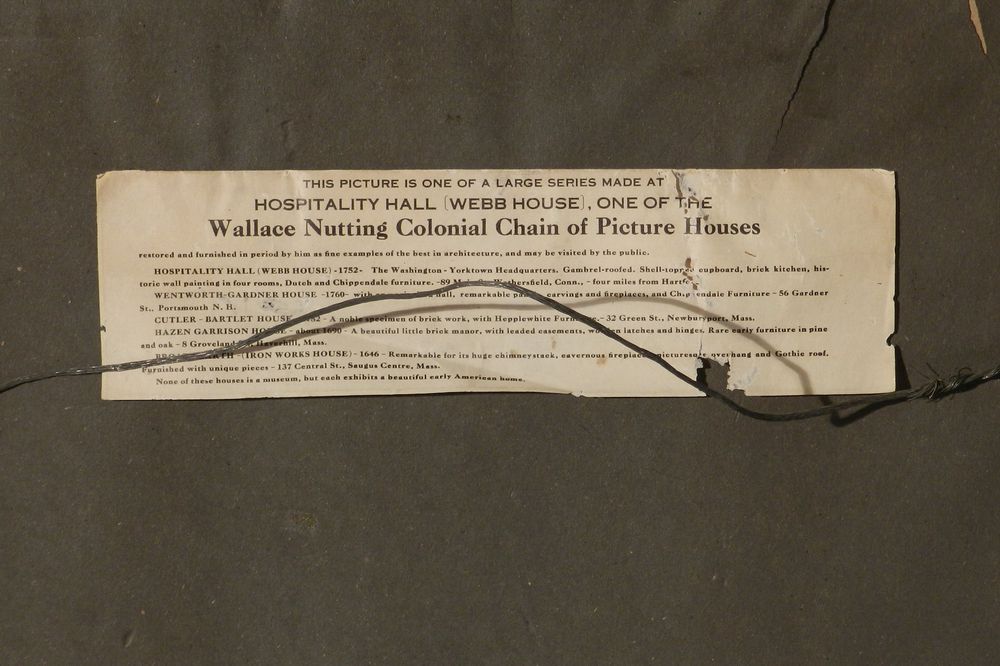 THIS PICTURE IS ONE OF A LARGE SERIES MADE AT
HOSPITALITY HALL (WEBB HOUSE), ONE OF THE
Wallace Nutting Colonial Chain of Picture Houses
restored and furnished in period by him as fine examples of the best in architecture, and may be visited by the public.
HOSPITALITY HALL (WEBB HOUSE) - 1752 - The Washington - Yorktown Headquarters. Gambrel-roofed. Shell-topped cupboard, brick kitchen, his-
toric wall painting in four rooms, Dutch and Chippendale furniture. - 89 Wethersfield, Conn., - four miles from
WENTWORTH-GARDNER HOUSE - 1760 - with hall, remarkable carvings and fireplaces, and Chippendale Furniture - 56 Gardner
St., Portsmouth N. H.
CUTLER - BARTLET HOUSE - A noble specimen of brick work, with Hepplewhite Furniture. - 32 Green St., Newburyport, Mass.
HAZEN GARRISON HOUSE - about 1690 - A beautiful little brick manor, with leaded casements, wooden latches and hinges. Rare early furniture in pine
and oak - 8 Groveland Haverhill, Mass.
(IRON WORKS HOUSE) - 1646 - Remarkable for its huge chimneystack, cavernous fireplace, picturesque overhang and Gothic roof.
Furnished with unique pieces - 137 Central St., Saugus Centre, Mass.
None of these houses is a museum, but each exhibits a beautiful early American home.